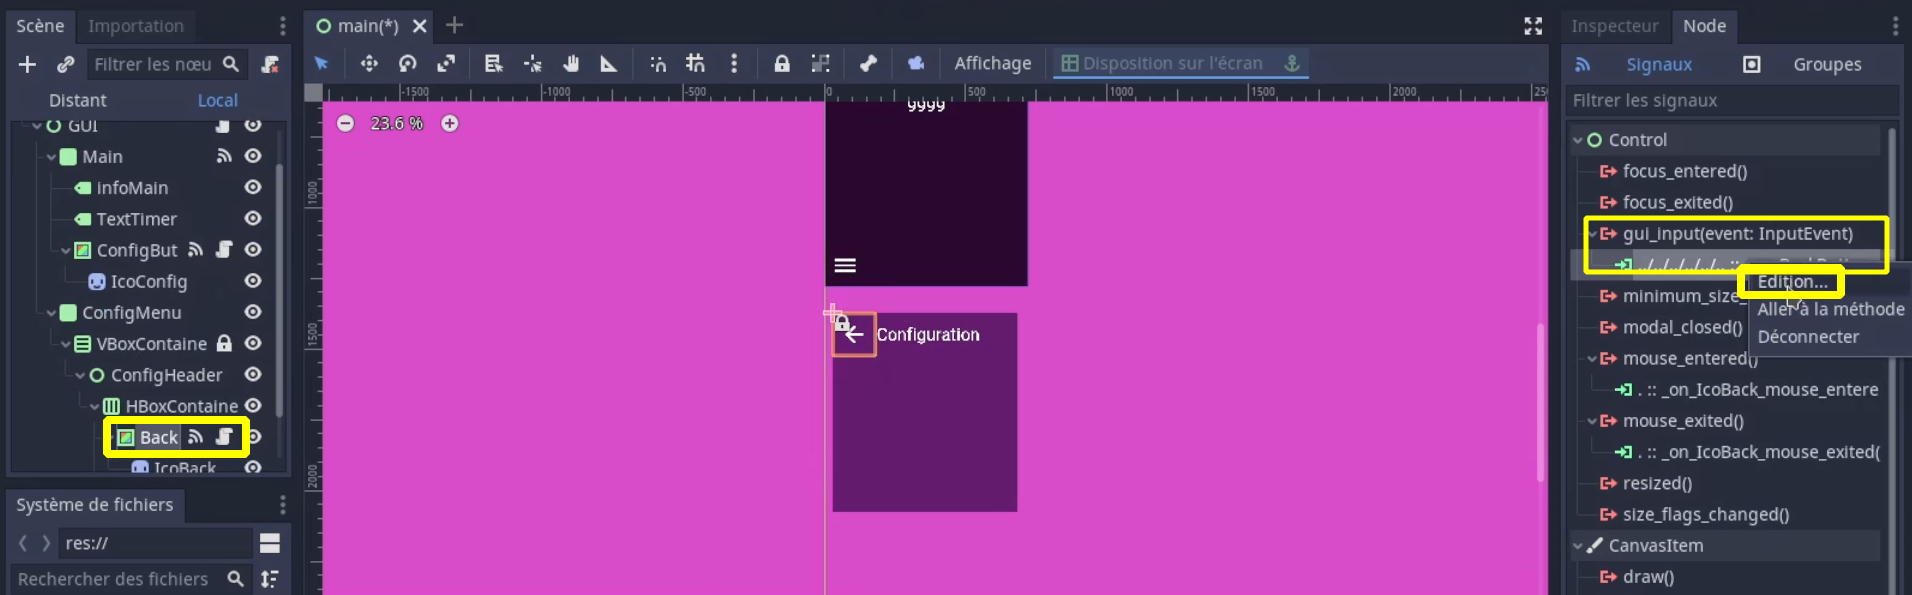 Scène
Importation
Filtrer les nœu
Distant
Local
GUI
Main
infoMain
TextTimer
ConfigBut
IcoConfig
ConfigMenu
VBoxContaine
ConfigHeader
HBoxContaine
Back
IcoBack
Système de fichiers
res://
Rechercher des fichiers
main(*)
Affichage
Disposition sur l'écran
-1500
-1000
-500
0
500
1000
1500
2000
1000
1500
2000
23.6 %
gggg
Configuration
Inspecteur
Node
Signaux
Groupes
Filtrer les signaux
Control
focus_entered()
focus_exited()
gui_input(event: InputEvent)
../../../../../.. ::
Edition...
Aller à la méthode
Déconnecter
minimum_size_
modal_closed()
mouse_entered()
. :: _on_IcoBack_mouse_entere
mouse_exited()
. :: _on_IcoBack_mouse_exited(
resized()
size_flags_changed()
CanvasItem
draw()